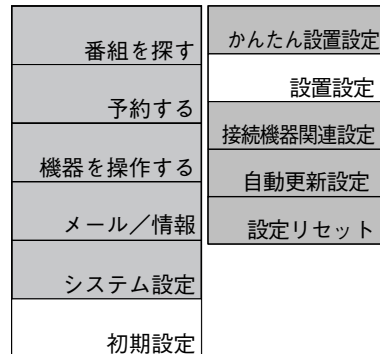 番組を探す
予約する
機器を操作する
メール／情報
システム設定
初期設定
かんたん設置設定
設置設定
接続機器関連設定
自動更新設定
設定リセット